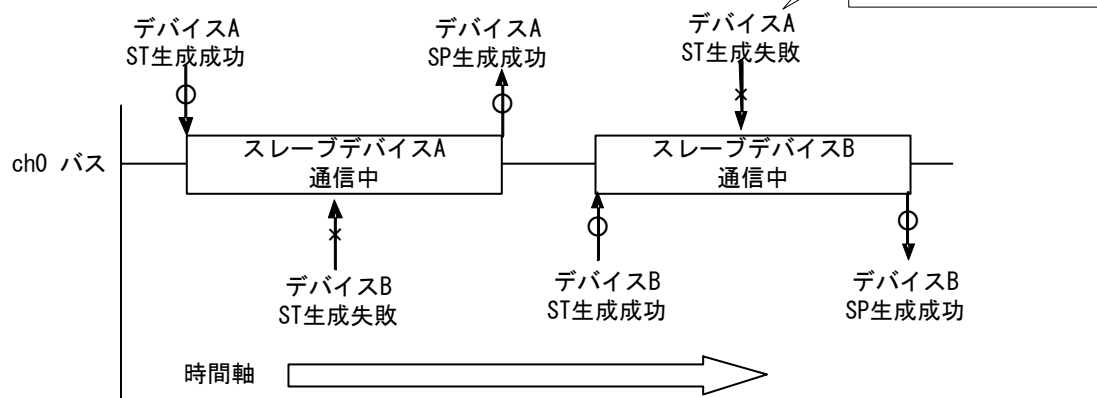 デバイスA
ST生成成功
デバイスA
SP生成成功
デバイスA
ST生成失敗
ch0 バス
スレーブデバイスA
通信中
スレーブデバイスB
通信中
デバイスB
ST生成失敗
デバイスB
ST生成成功
デバイスB
SP生成成功
時間軸